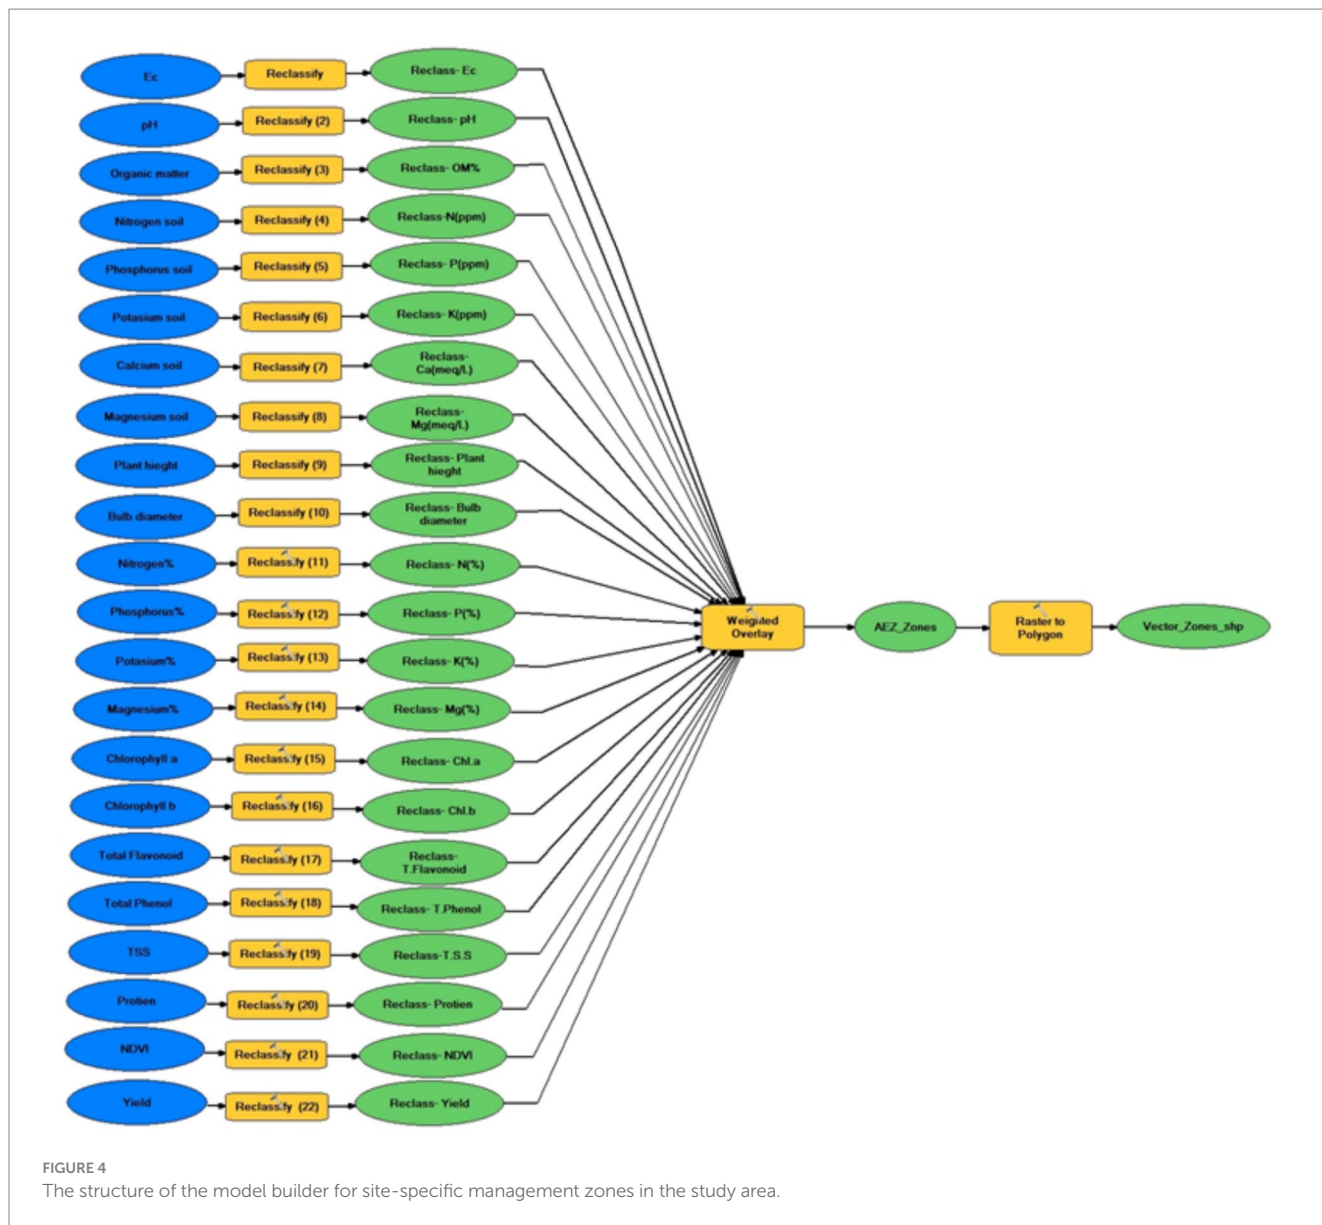 Ec
Reclassify
Reclass- Ec
pH
Reclassify (2)
Reclass- pH
Organic matter
Reclassify (3)
Reclass- OM%
Nitrogen soil
Reclassify (4)
Reclass-N(ppm)
Phosphorus soil
Reclassify (5)
Reclass- P(ppm)
Potasium soil
Reclassify (6)
Reclass- K(ppm)
Calcium soil
Reclassify (7)
Reclass-
Ca(meq/L)
Magnesium soil
Reclassify (8)
Reclass-
Mg(meq/L)
Plant hieght
Reclassify (9)
Reclass- Plant
hieght
Bulb diameter
Reclassify (10)
Reclass- Bulb
diameter
Nitrogen%
Reclassify (11)
Reclass- N(%)
Phosphorus%
Reclassify (12)
Reclass- P(%)
Potasium%
Reclassify (13)
Reclass- K(%)
Magnesium%
Reclassify (14)
Reclass- Mg(%)
Chlorophyll a
Reclassify (15)
Reclass- Chl.a
Chlorophyll b
Reclassify (16)
Reclass- Chl.b
Total Flavonoid
Reclassify (17)
Reclass-
T.Flavonoid
Total Phenol
Reclassify (18)
Reclass- T.Phenol
TSS
Reclassify (19)
Reclass-T.S.S
Protien
Reclassify (20)
Reclass- Protien
NDVI
Reclassify (21)
Reclass- NDVI
Yield
Reclassify (22)
Reclass- Yield
Weighted
Overlay
AEZ_Zones
Raster to
Polygon
Vector_Zones_shp
FIGURE 4
The structure of the model builder for site-specific management zones in the study area.